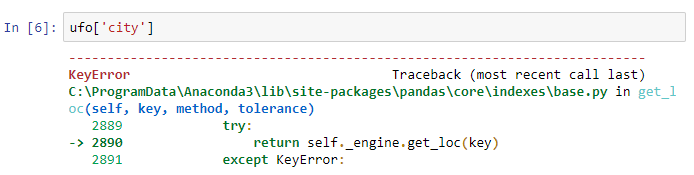 In [6]: ufo['city']
---------------------------------------------------------------------------
KeyError                                  Traceback (most recent call last)
C:\ProgramData\Anaconda3\lib\site-packages\pandas\core\indexes\base.py in get_l
oc(self, key, method, tolerance)
   2889             try:
-> 2890                 return self._engine.get_loc(key)
   2891             except KeyError: